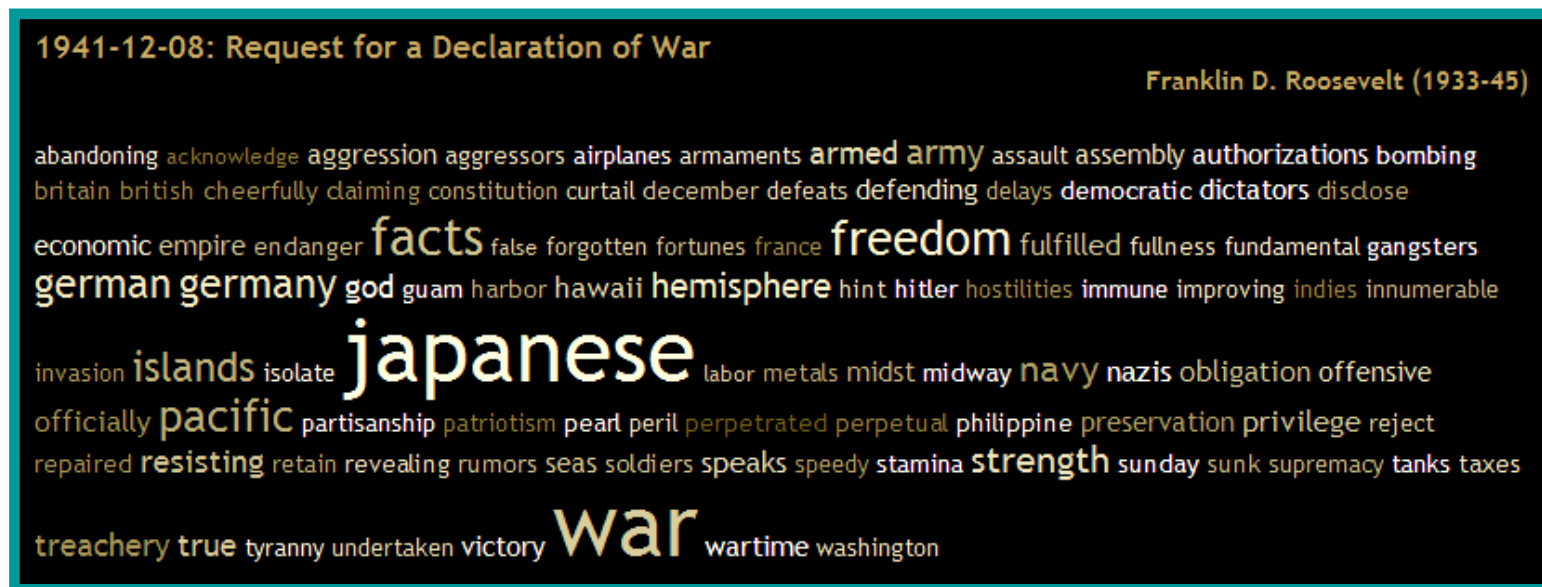 1941-12-08: Request for a Declaration of War
Franklin D. Roosevelt (1933-45)
abandoning acknowledge aggression aggressors airplanes armaments armed army assault assembly authorizations bombing
britain british cheerfully claiming constitution curtail december defeats defending delays democratic dictators disclose
economic empire endanger facts false forgotten fortunes france freedom fulfilled fullness fundamental gangsters
german germany god guam harbor hawaii hemisphere hint hitler hostilities immune improving indies innumerable
invasion islands isolate japanese labor metals midst midway navy nazis obligation offensive
officially pacific partisanship patriotism pearl peril perpetrated perpetual philippine preservation privilege reject
repaired resisting retain revealing rumors seas soldiers speaks speedy stamina strength sunday sunk supremacy tanks taxes
treachery true tyranny undertaken victory war wartime washington